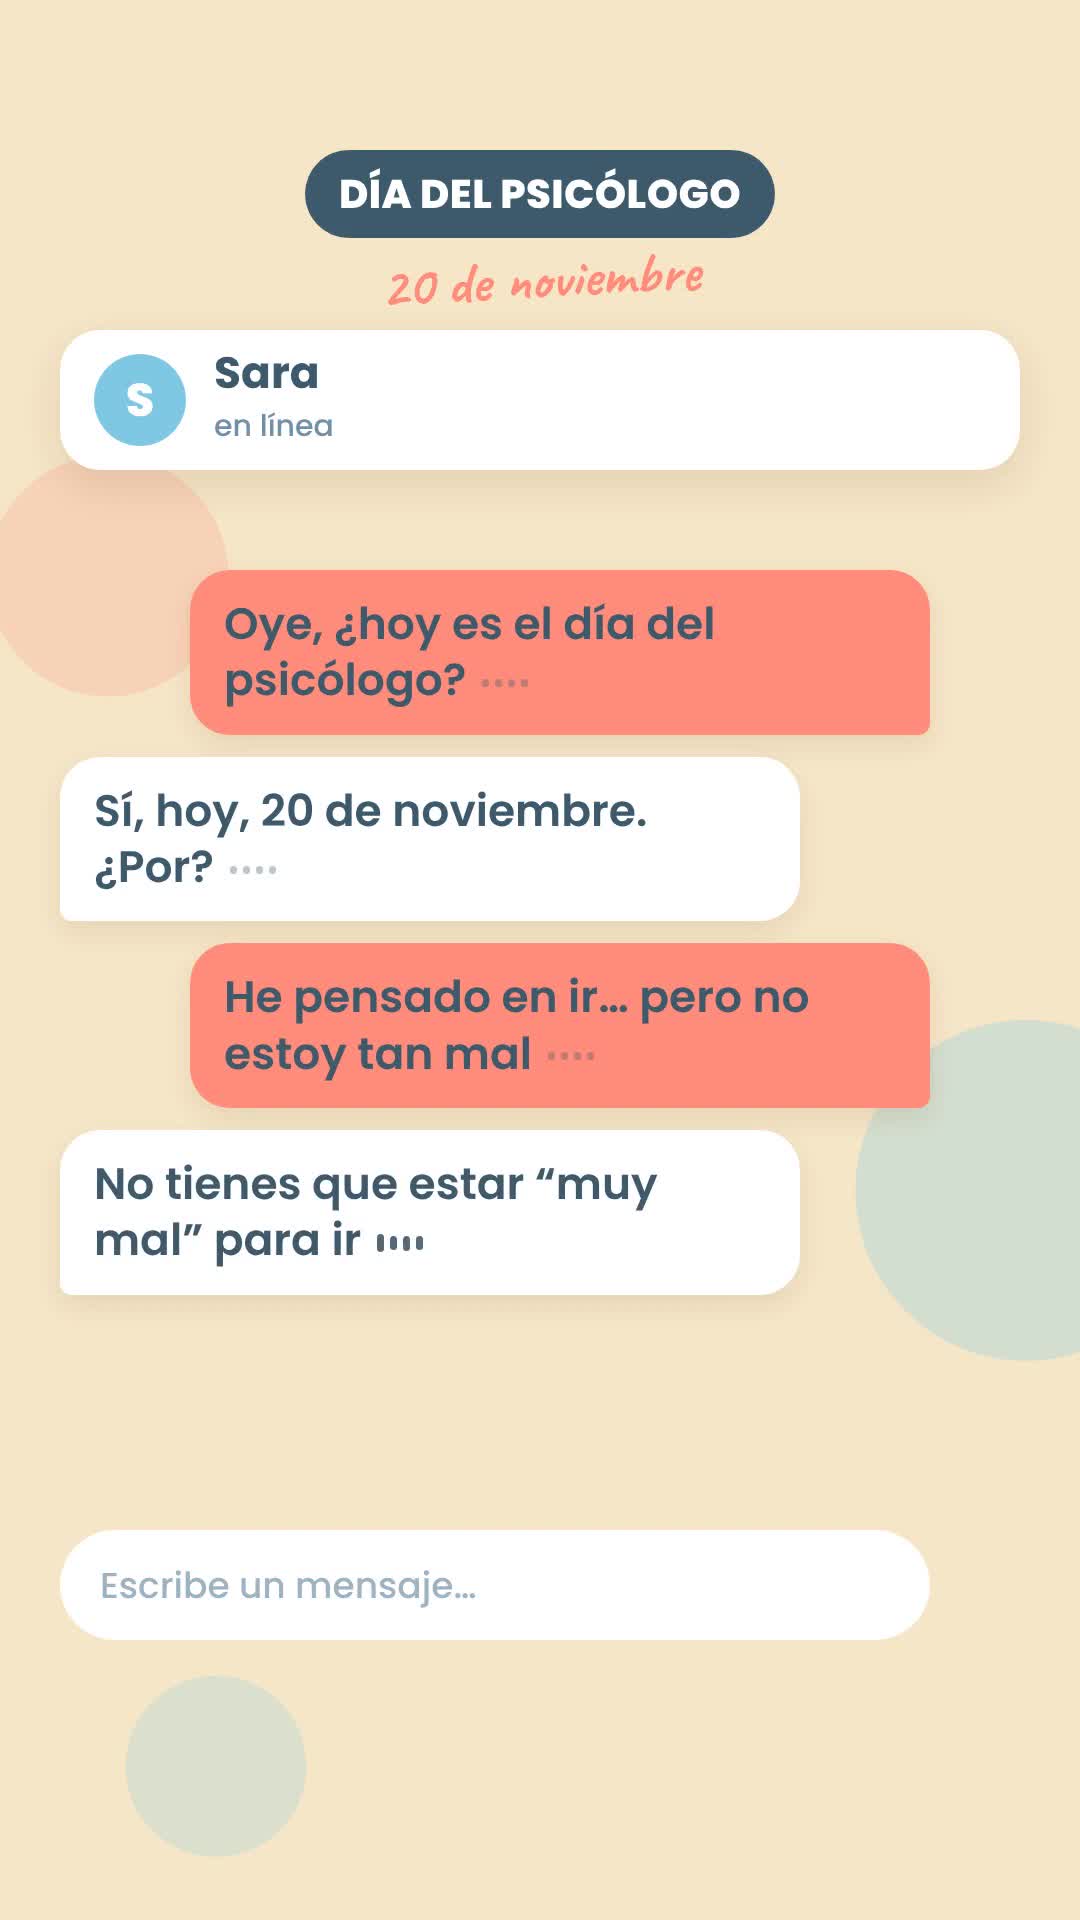 DÍA DEL PSICÓLOGO
20 de noviembre
S
Sara
en línea
Oye, ¿hoy es el día del
psicólogo?
Sí, hoy, 20 de noviembre.
¿Por?
He pensado en ir... pero no
estoy tan mal
No tienes que estar “muy
mal” para ir
Escribe un mensaje...